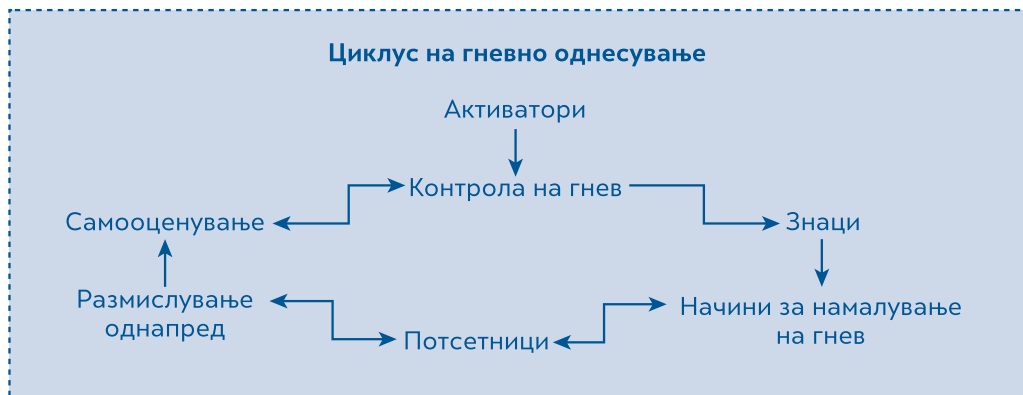 Циклус на гневно однесување
Активатори
Контрола на гнев
Самооценување
Знаци
Размислување
однапред
Начини за намалување
на гнев
Потсетници